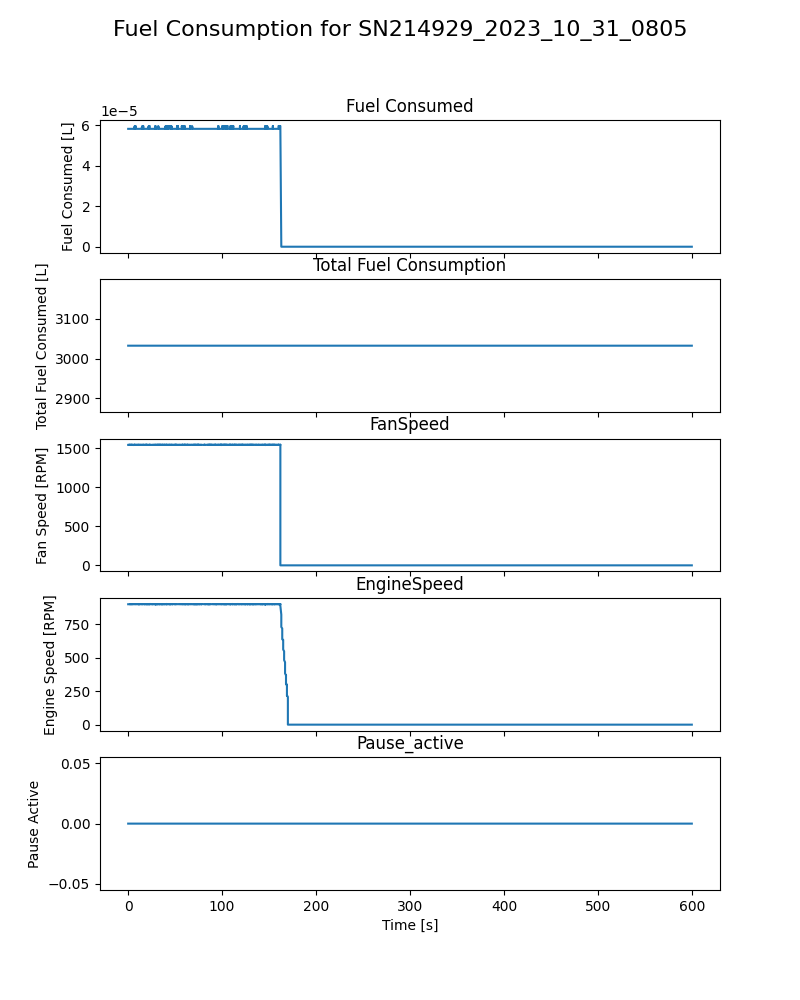 Fuel Consumption for SN214929_2023_10_31_0805
Fuel Consumed
1e−5
6
4
2
0
Fuel Consumed [L]
Total Fuel Consumption
3100
3000
2900
Total Fuel Consumed [L]
FanSpeed
1500
1000
500
0
Fan Speed [RPM]
EngineSpeed
750
500
250
0
Engine Speed [RPM]
Pause_active
0.05
0.00
−0.05
Pause Active
0 100 200 300 400 500 600
Time [s]